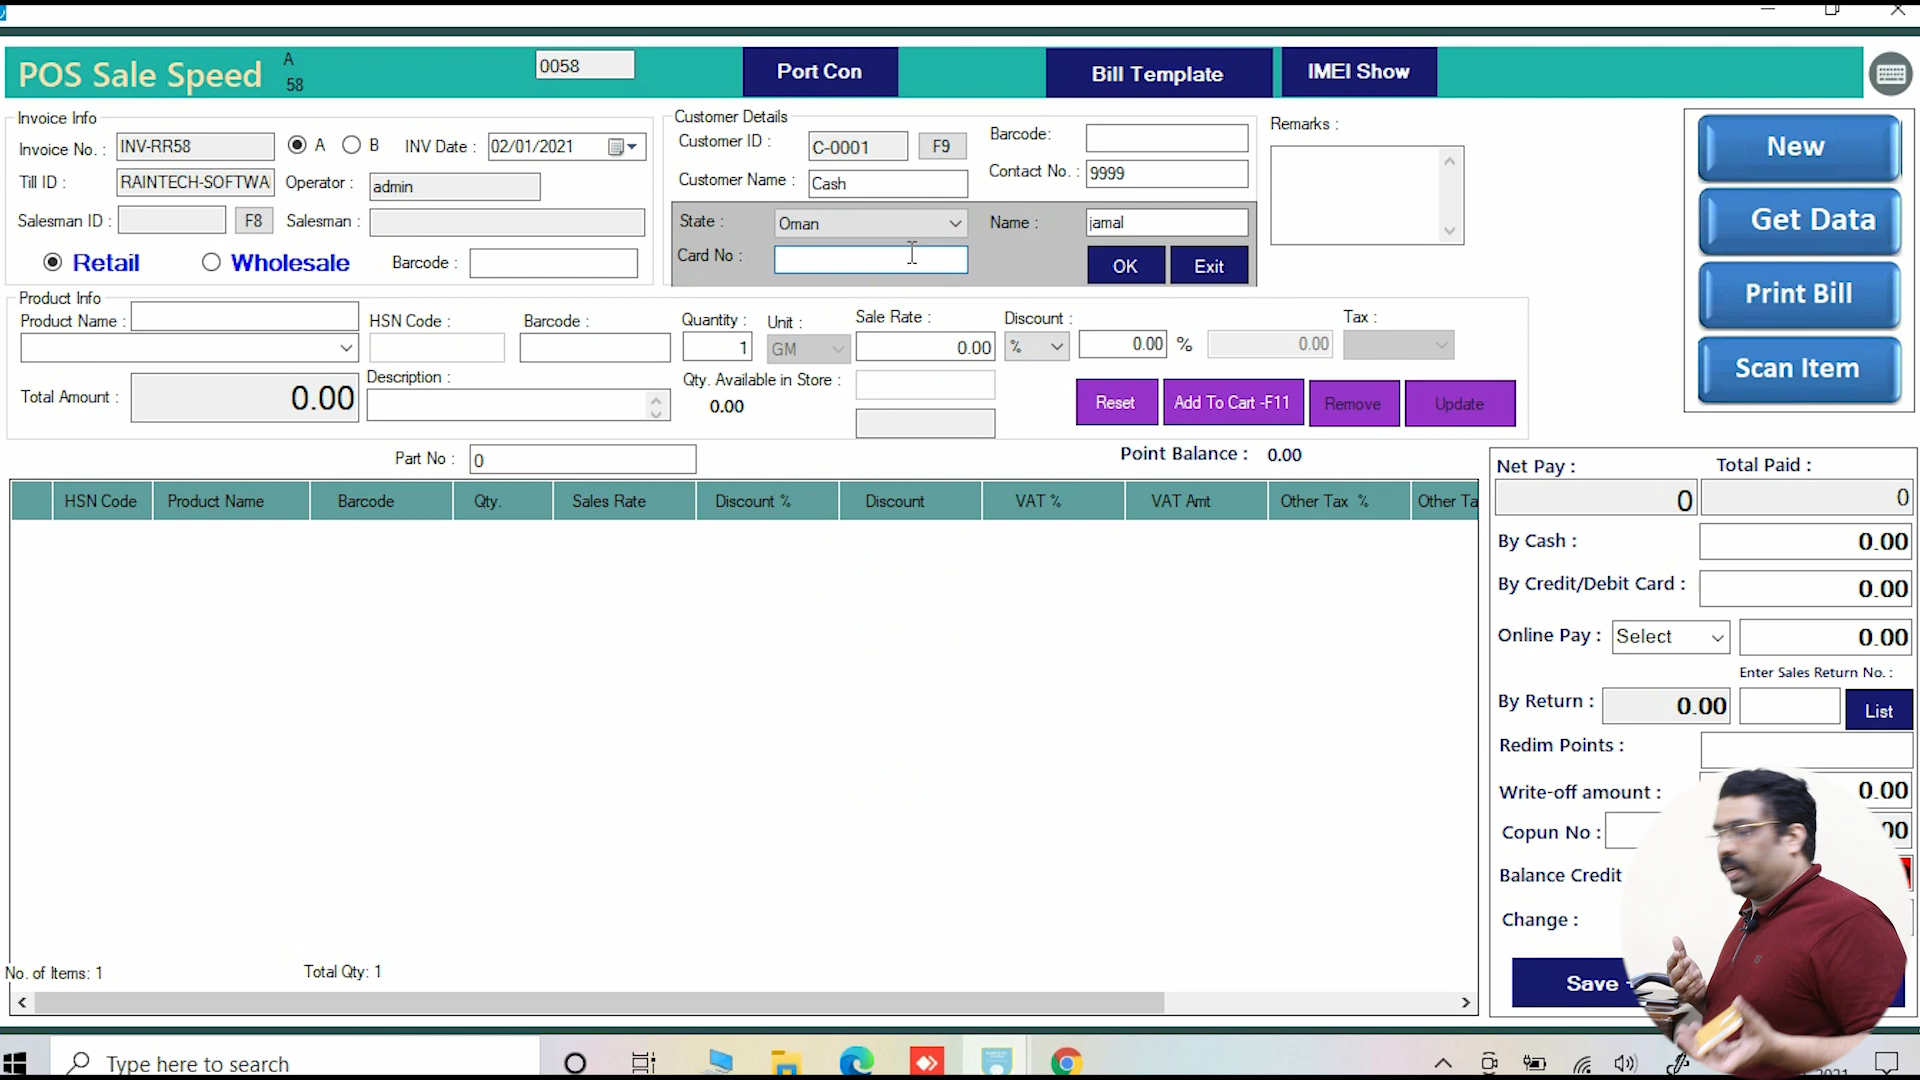 POS Sale Speed
A
58
0058
Port Con
Bill Template
IMEI Show
Invoice Info
Invoice No. :
INV-RR58
A
B
INV Date :
02/01/2021
Till ID :
RAINTECH-SOFTWA
Operator :
admin
Salesman ID :
F8
Salesman :
Retail
Wholesale
Barcode :
Customer Details
Customer ID :
C-0001
F9
Barcode:
Customer Name :
Cash
Contact No. :
9999
State :
Oman
Name :
jamal
Card No :
OK
Exit
Remarks :
New
Get Data
Print Bill
Scan Item
Product Info
Product Name :
HSN Code :
Barcode :
Quantity :
1
Unit :
GM
Sale Rate :
0.00
Discount :
%
0.00
%
0.00
Tax :
Total Amount :
0.00
Description :
Qty. Available in Store :
0.00
Reset
Add To Cart -F11
Remove
Update
Part No :
0
Point Balance :
0.00
HSN Code
Product Name
Barcode
Qty.
Sales Rate
Discount %
Discount
VAT %
VAT Amt
Other Tax %
Other Ta
No. of Items: 1
Total Qty: 1
Net Pay :
Total Paid :
0
0
By Cash :
0.00
By Credit/Debit Card :
0.00
Online Pay :
Select
0.00
Enter Sales Return No. :
By Return :
0.00
List
Redim Points :
Write-off amount :
0.00
Copun No :
00
Balance Credit
Change :
Save
Type here to search